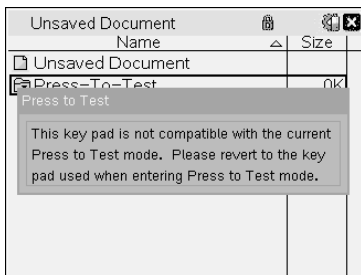 Unsaved Document
Name Size
Unsaved Document
Press-To-Test 0K
Press to Test
This key pad is not compatible with the current
Press to Test mode. Please revert to the key
pad used when entering Press to Test mode.